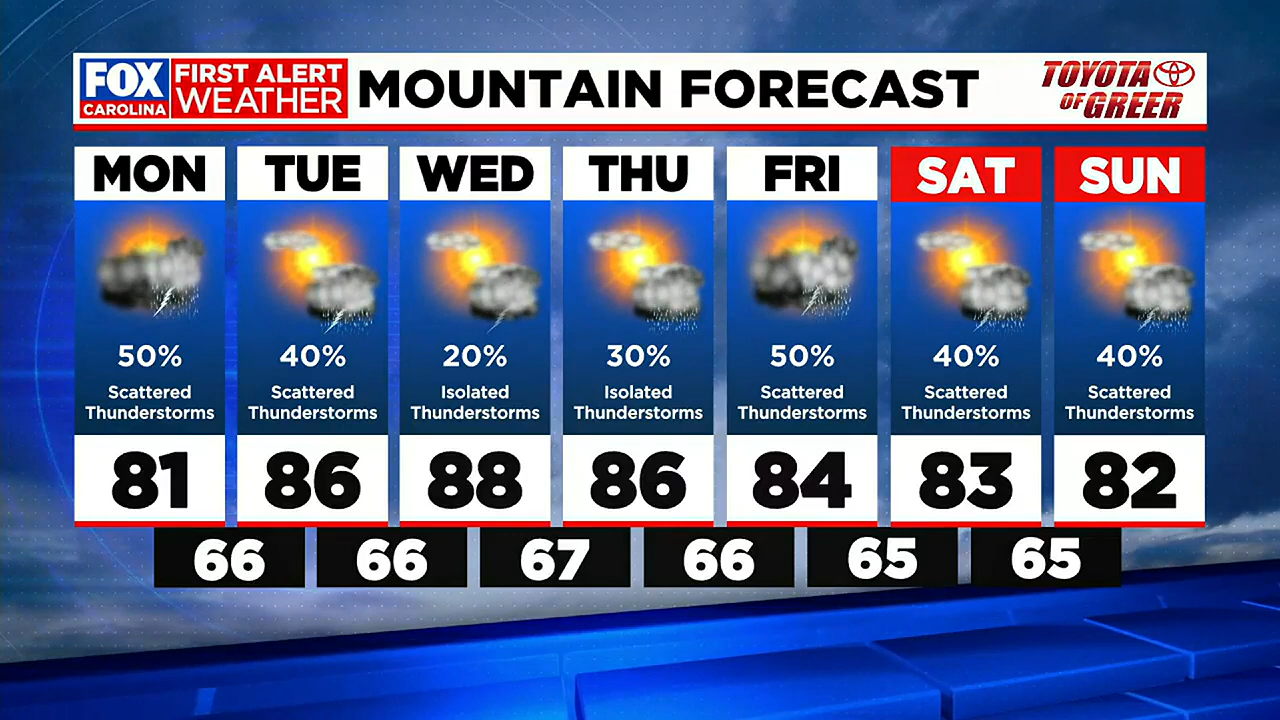 FOX
CAROLINA
FIRST ALERT
WEATHER
MOUNTAIN FORECAST
TOYOTA
OF GREER
MON
50%
Scattered
Thunderstorms
81
TUE
40%
Scattered
Thunderstorms
86
WED
20%
Isolated
Thunderstorms
88
THU
30%
Isolated
Thunderstorms
86
FRI
50%
Scattered
Thunderstorms
84
SAT
40%
Scattered
Thunderstorms
83
SUN
40%
Scattered
Thunderstorms
82
66
66
67
66
65
65